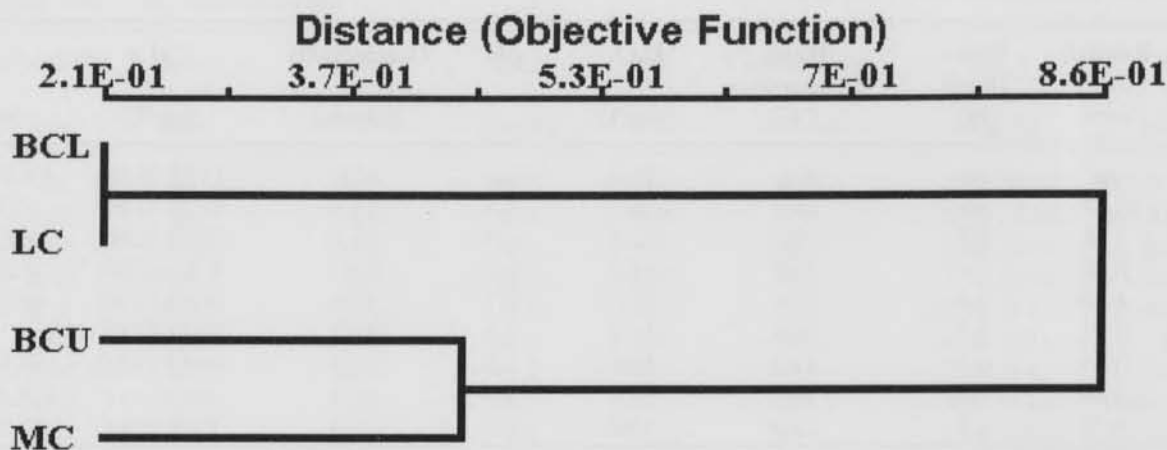 Distance (Objective Function)
2.1E-01 3.7E-01 5.3E-01 7E-01 8.6E-01
BCL
LC
BCU
MC